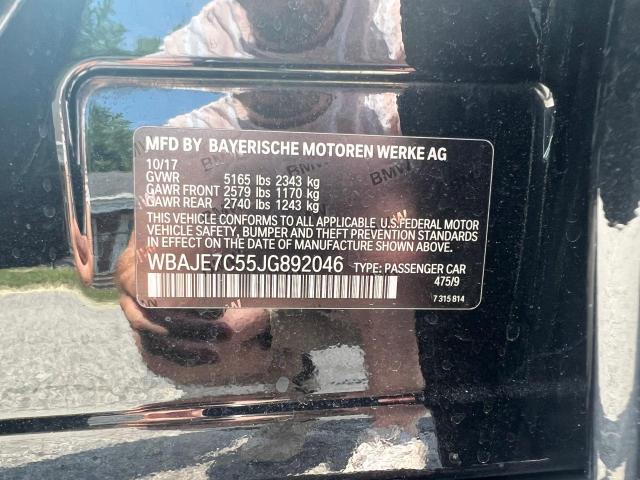 MFD BY BAYERISCHE MOTOREN WERKE AG
10/17
GVWR 5165 lbs 2343 kg
GAWR FRONT 2579 lbs 1170 kg
GAWR REAR 2740 lbs 1243 kg
THIS VEHICLE CONFORMS TO ALL APPLICABLE U.S.FEDERAL MOTOR
VEHICLE SAFETY, BUMPER AND THEFT PREVENTION STANDARDS
IN EFFECT ON THE DATE OF MANUFACTURE SHOWN ABOVE.
WBAJE7C55JG892046 TYPE: PASSENGER CAR
475/9
7 315 814